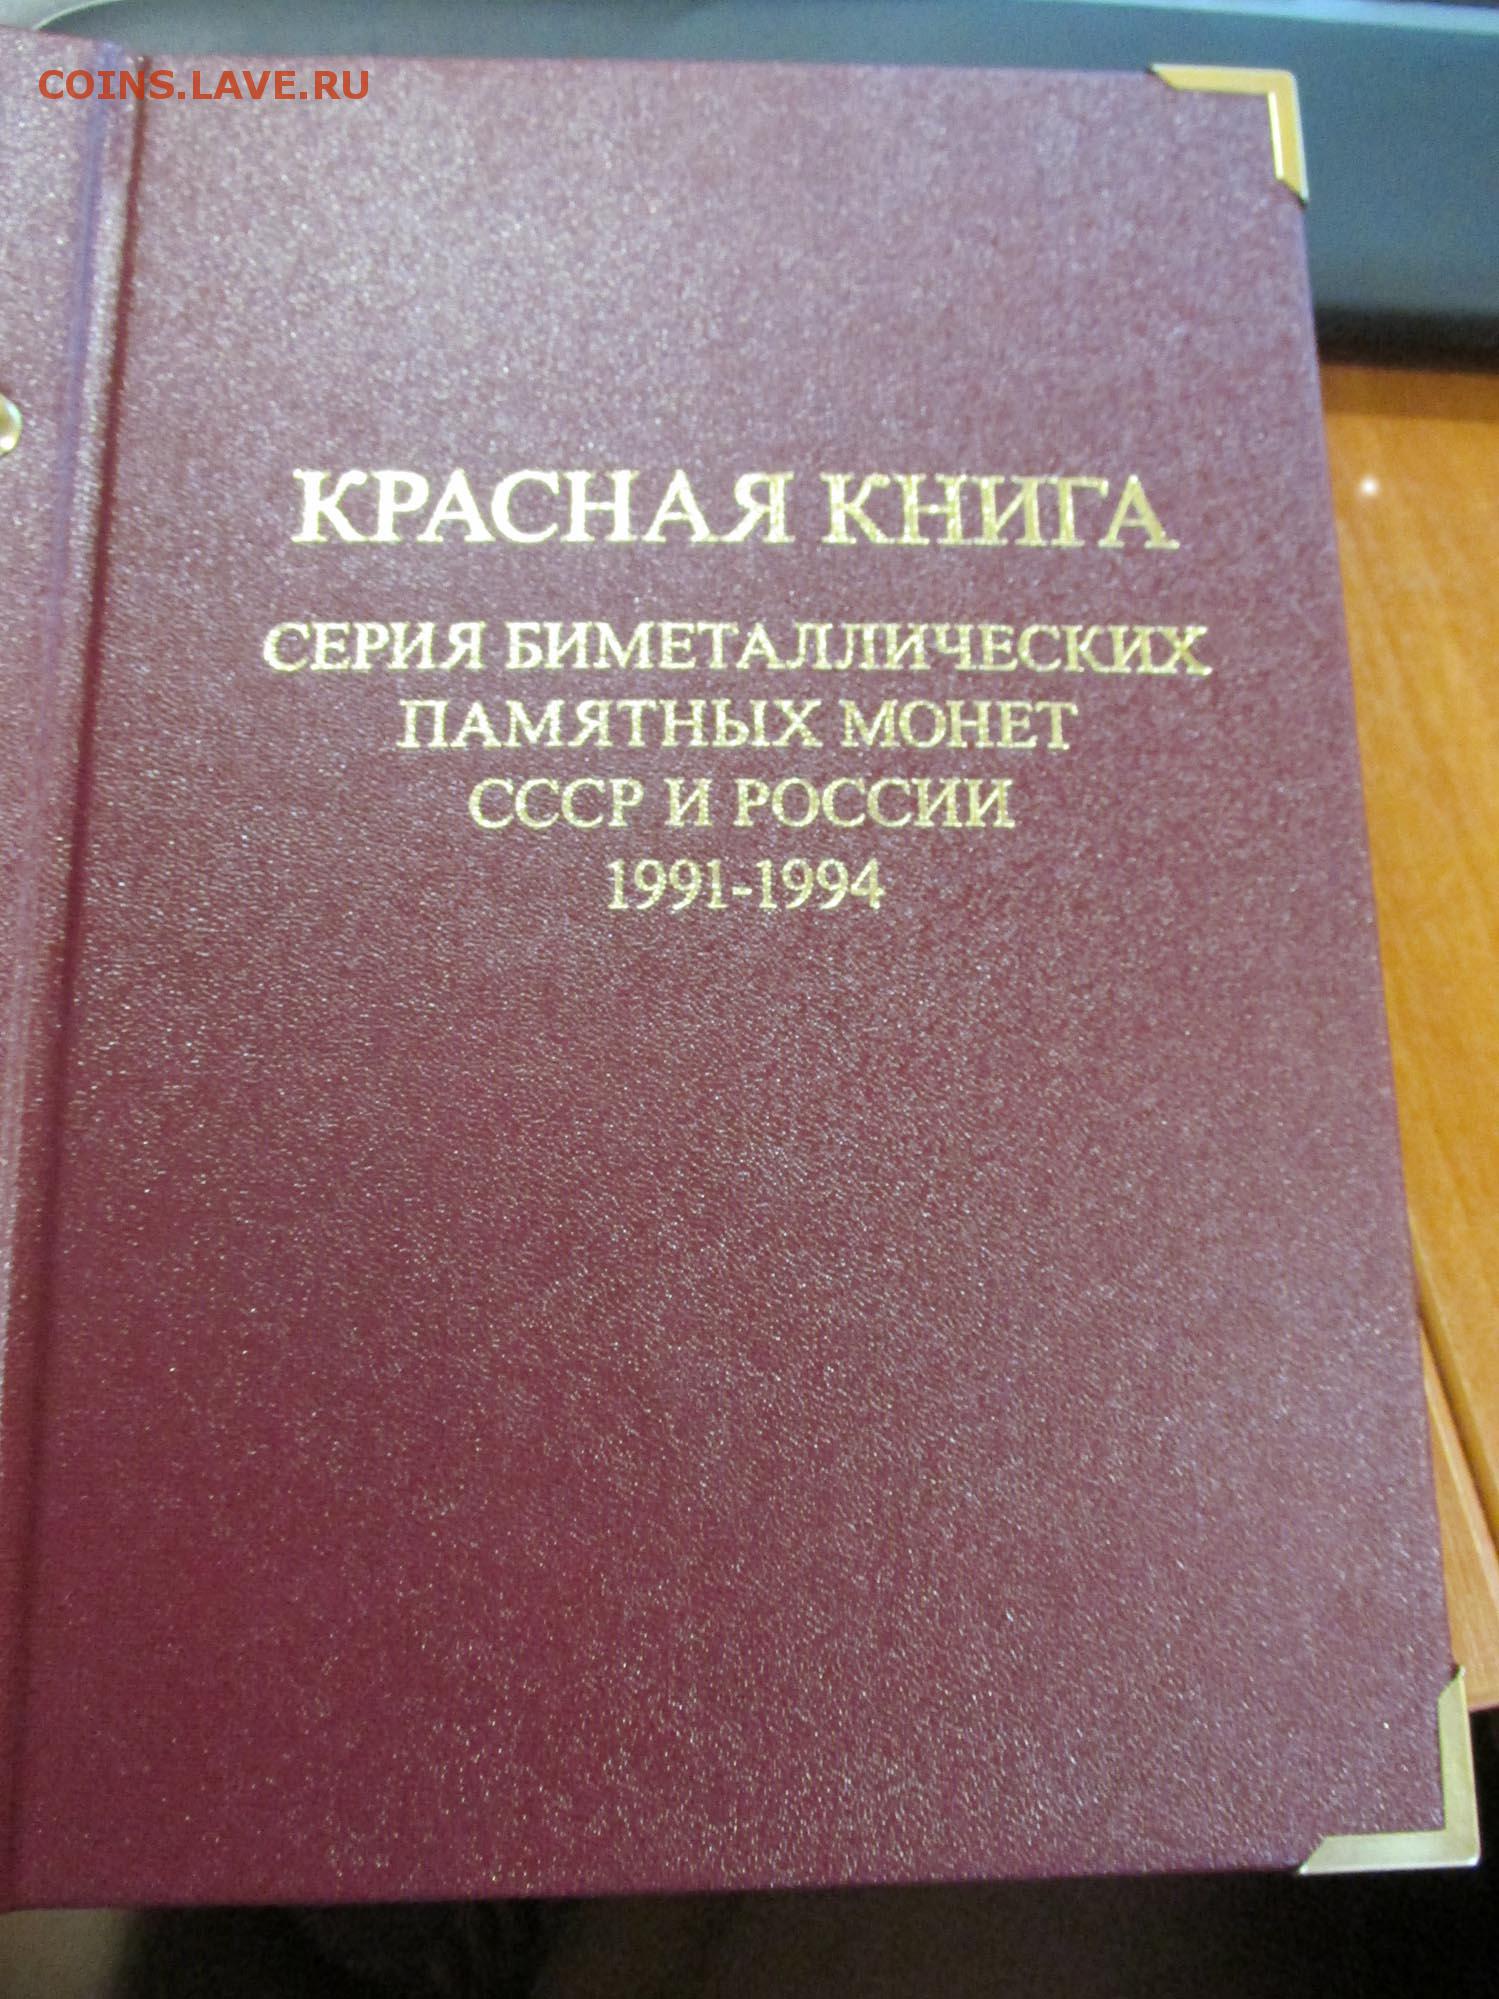 COINS.LAVE.RU
КРАСНАЯ КНИГА
СЕРИЯ БИМЕТАЛЛИЧЕСКИХ
ПАМЯТНЫХ МОНЕТ
СССР И РОССИИ
1991-1994